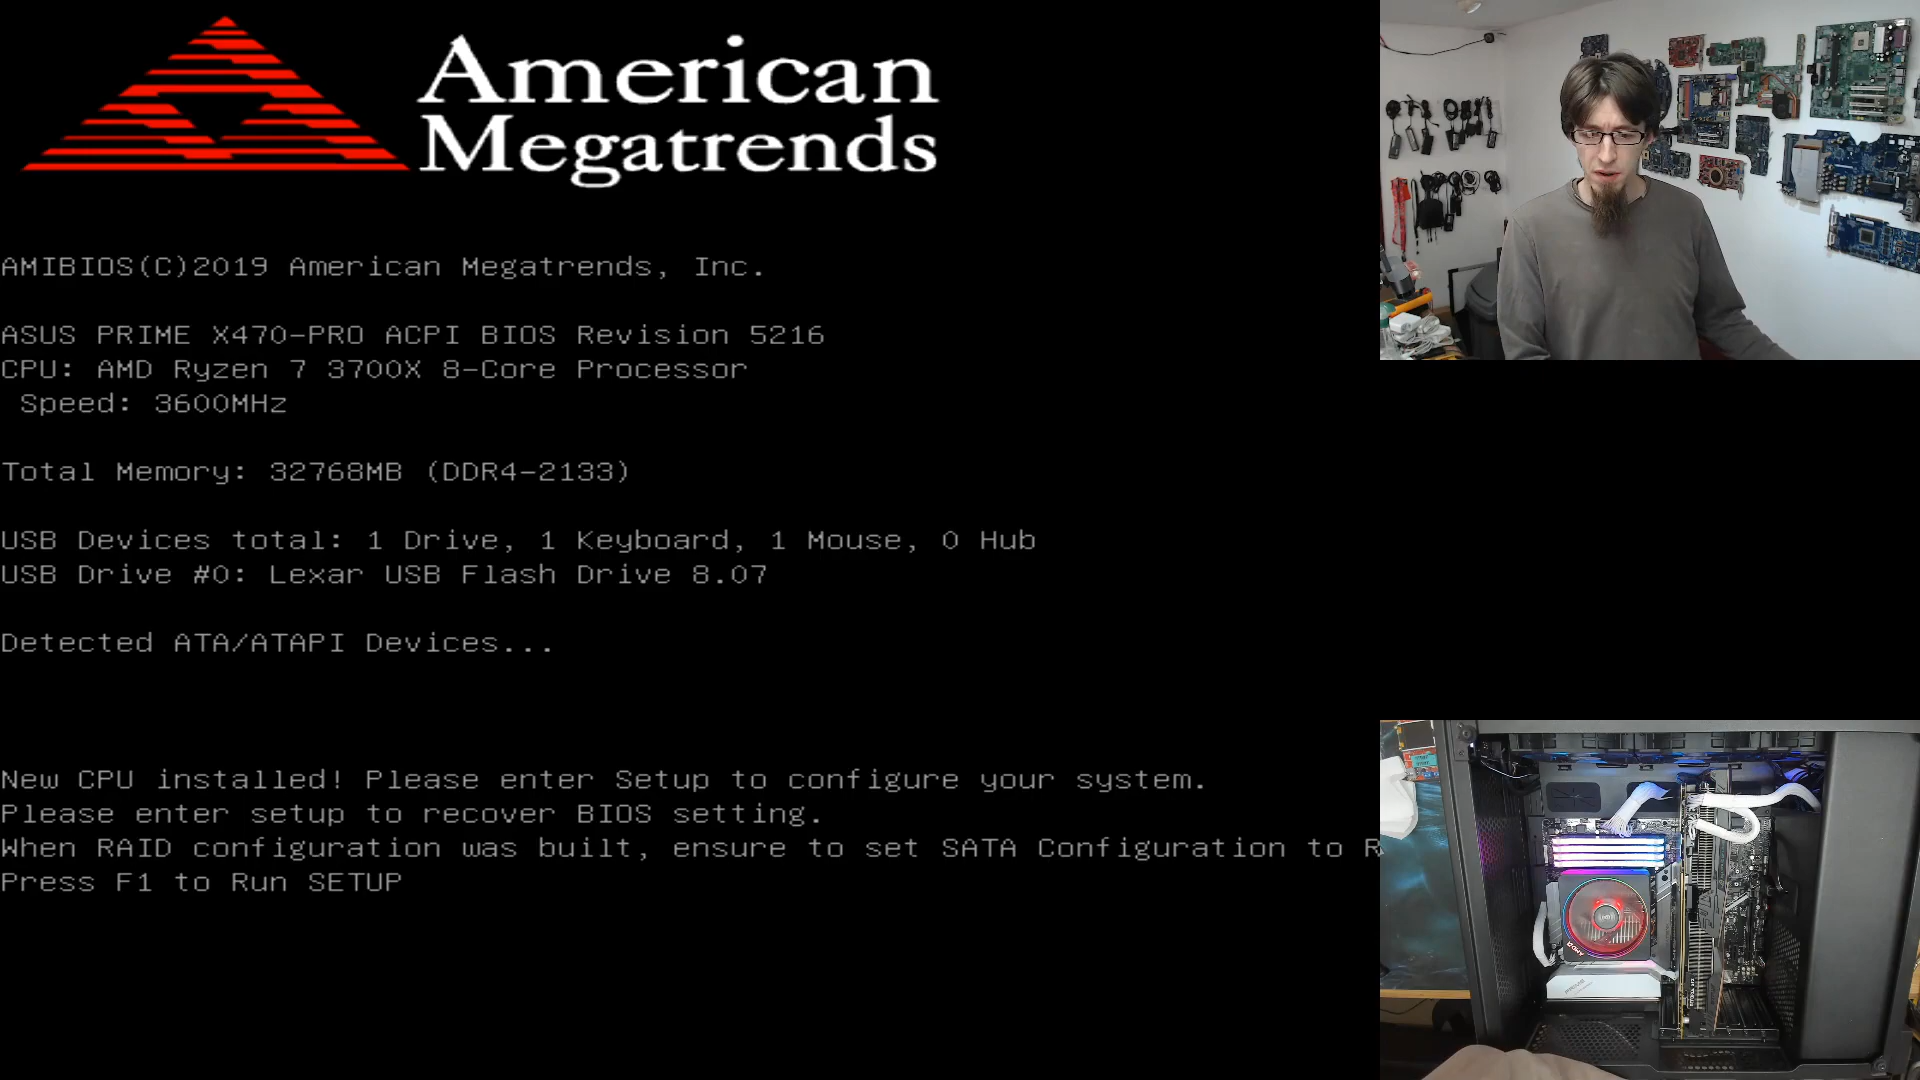 American
Megatrends
AMIBIOS(C)2019 American Megatrends, Inc.
ASUS PRIME X470-PRO ACPI BIOS Revision 5216
CPU: AMD Ryzen 7 3700X 8-Core Processor
Speed: 3600MHz
Total Memory: 32768MB (DDR4-2133)
USB Devices total: 1 Drive, 1 Keyboard, 1 Mouse, 0 Hub
USB Drive #0: Lexar USB Flash Drive 8.07
Detected ATA/ATAPI Devices...
New CPU installed! Please enter Setup to configure your system.
Please enter setup to recover BIOS setting.
When RAID configuration was built, ensure to set SATA Configuration to R
Press F1 to Run SETUP
AMD